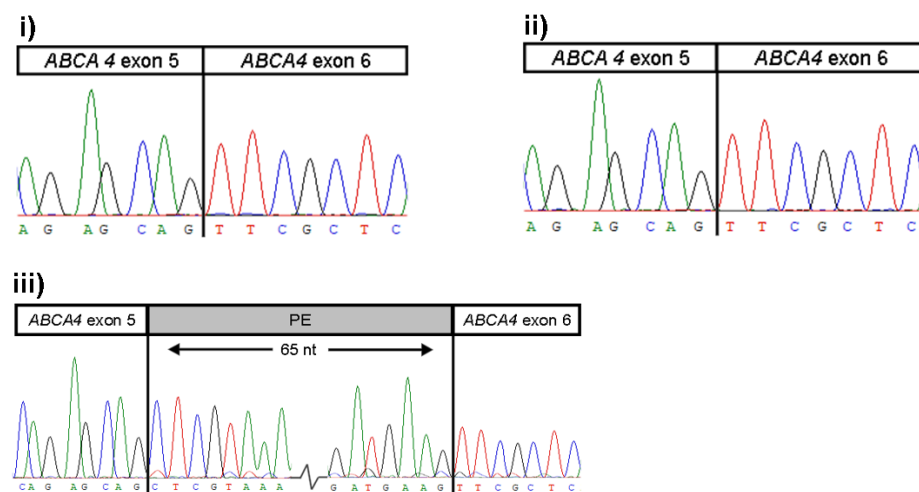 i)
ABCA 4 exon 5 ABCA4 exon 6
A G A G C A G T T C G C T C
ii)
ABCA 4 exon 5 ABCA4 exon 6
A G A G C A G T T C G C T C
iii)
ABCA4 exon 5 PE ABCA4 exon 6
65 nt
C A G A G C A G C T C G T A A A G A T G A A G T T C G C T C